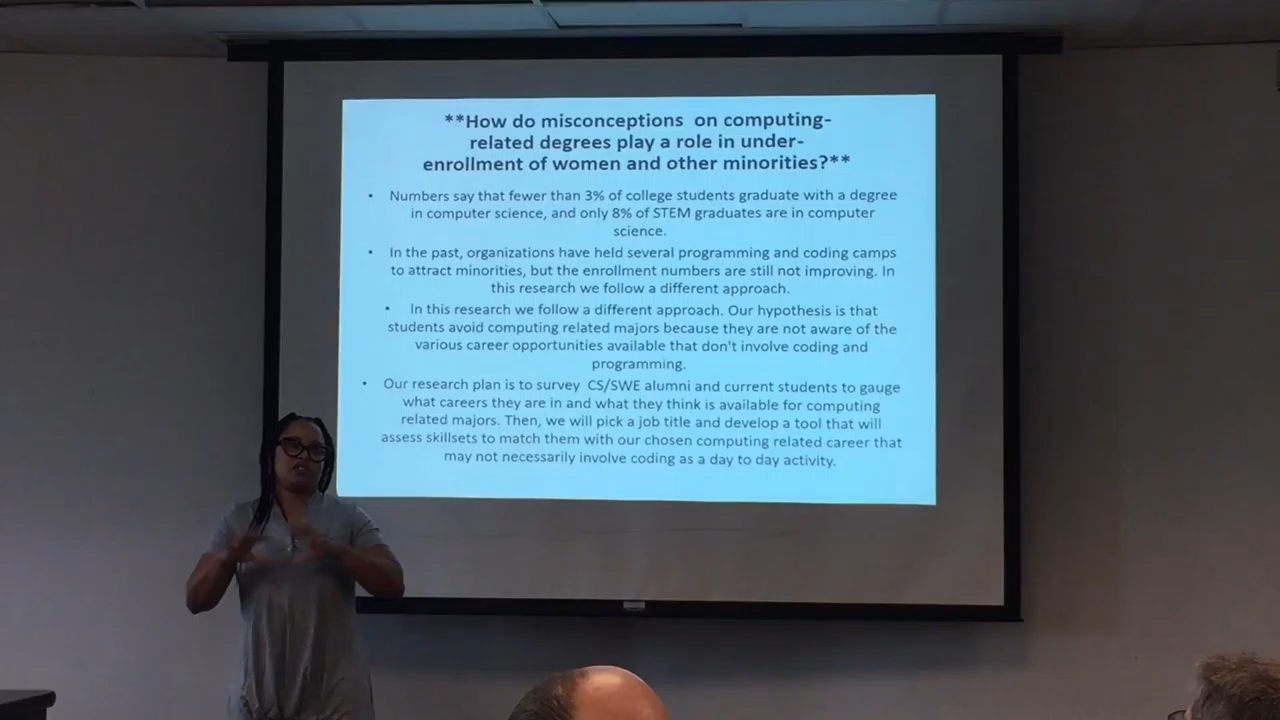 **How do misconceptions on computing-
related degrees play a role in under-
enrollment of women and other minorities?**
• Numbers say that fewer than 3% of college students graduate with a degree
in computer science, and only 8% of STEM graduates are in computer
science.
• In the past, organizations have held several programming and coding camps
to attract minorities, but the enrollment numbers are still not improving. In
this research we follow a different approach.
• In this research we follow a different approach. Our hypothesis is that
students avoid computing related majors because they are not aware of the
various career opportunities available that don't involve coding and
programming.
• Our research plan is to survey CS/SWE alumni and current students to gauge
what careers they are in and what they think is available for computing
related majors. Then, we will pick a job title and develop a tool that will
assess skillsets to match them with our chosen computing related career that
may not necessarily involve coding as a day to day activity.